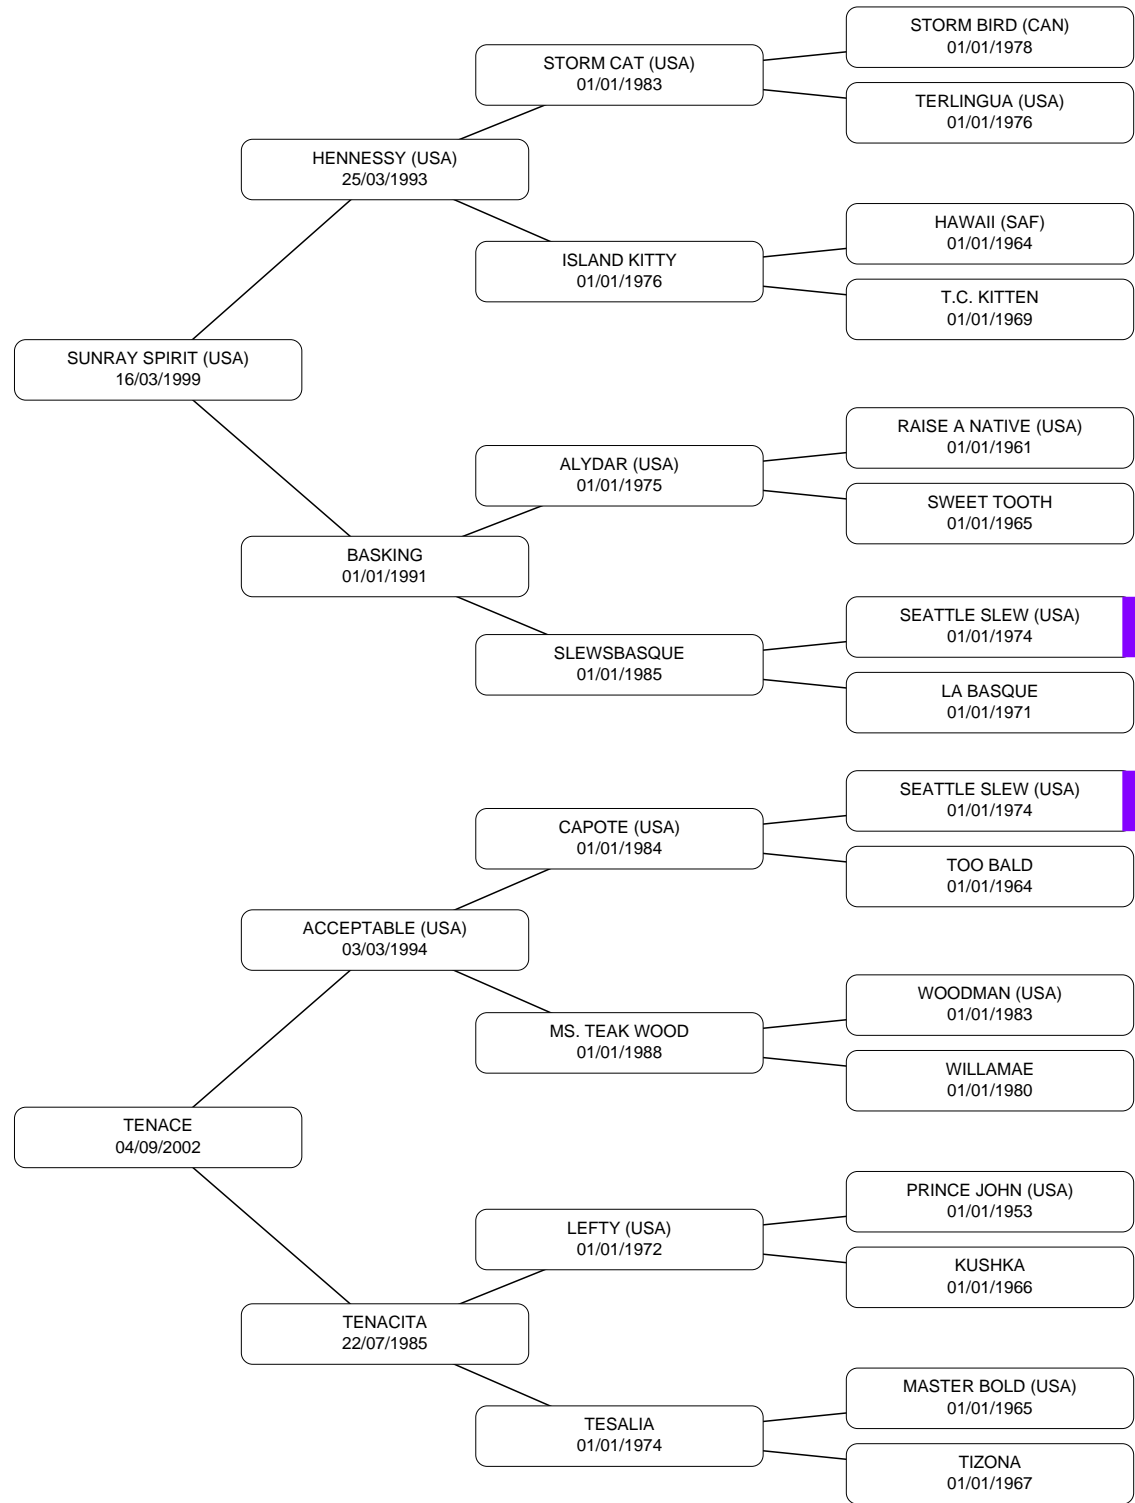 STORM BIRD (CAN)
01/01/1978
STORM CAT (USA)
01/01/1983
TERLINGUA (USA)
01/01/1976
HENNESSY (USA)
25/03/1993
HAWAII (SAF)
01/01/1964
ISLAND KITTY
01/01/1976
T.C. KITTEN
01/01/1969
SUNRAY SPIRIT (USA)
16/03/1999
RAISE A NATIVE (USA)
01/01/1961
ALYDAR (USA)
01/01/1975
SWEET TOOTH
01/01/1965
BASKING
01/01/1991
SEATTLE SLEW (USA)
01/01/1974
SLEWSBASQUE
01/01/1985
LA BASQUE
01/01/1971
SEATTLE SLEW (USA)
01/01/1974
CAPOTE (USA)
01/01/1984
TOO BALD
01/01/1964
ACCEPTABLE (USA)
03/03/1994
WOODMAN (USA)
01/01/1983
MS. TEAK WOOD
01/01/1988
WILLAMAE
01/01/1980
TENACE
04/09/2002
PRINCE JOHN (USA)
01/01/1953
LEFTY (USA)
01/01/1972
KUSHKA
01/01/1966
TENACITA
22/07/1985
MASTER BOLD (USA)
01/01/1965
TESALIA
01/01/1974
TIZONA
01/01/1967